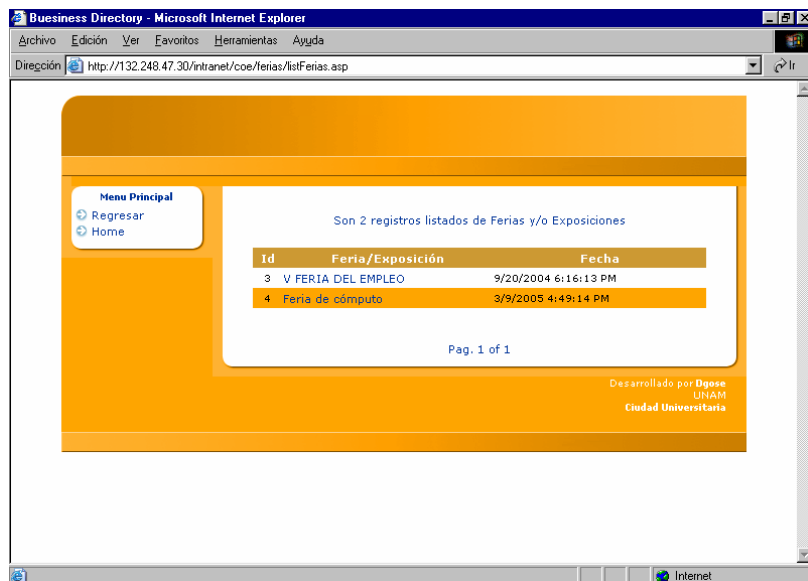 Buesiness Directory - Microsoft Internet Explorer
Archivo Edición Ver Favoritos Herramientas Ayuda
Dirección http://132.248.47.30/intranet/coe/ferias/listFerias.asp Ir
Menu Principal
Regresar
Home
Son 2 registros listados de Ferias y/o Exposiciones
Id Feria/Exposición Fecha
3 V FERIA DEL EMPLEO 9/20/2004 6:16:13 PM
4 Feria de cómputo 3/9/2005 4:49:14 PM
Pag. 1 of 1
Desarrollado por Dgose
UNAM
Ciudad Universitaria
Internet